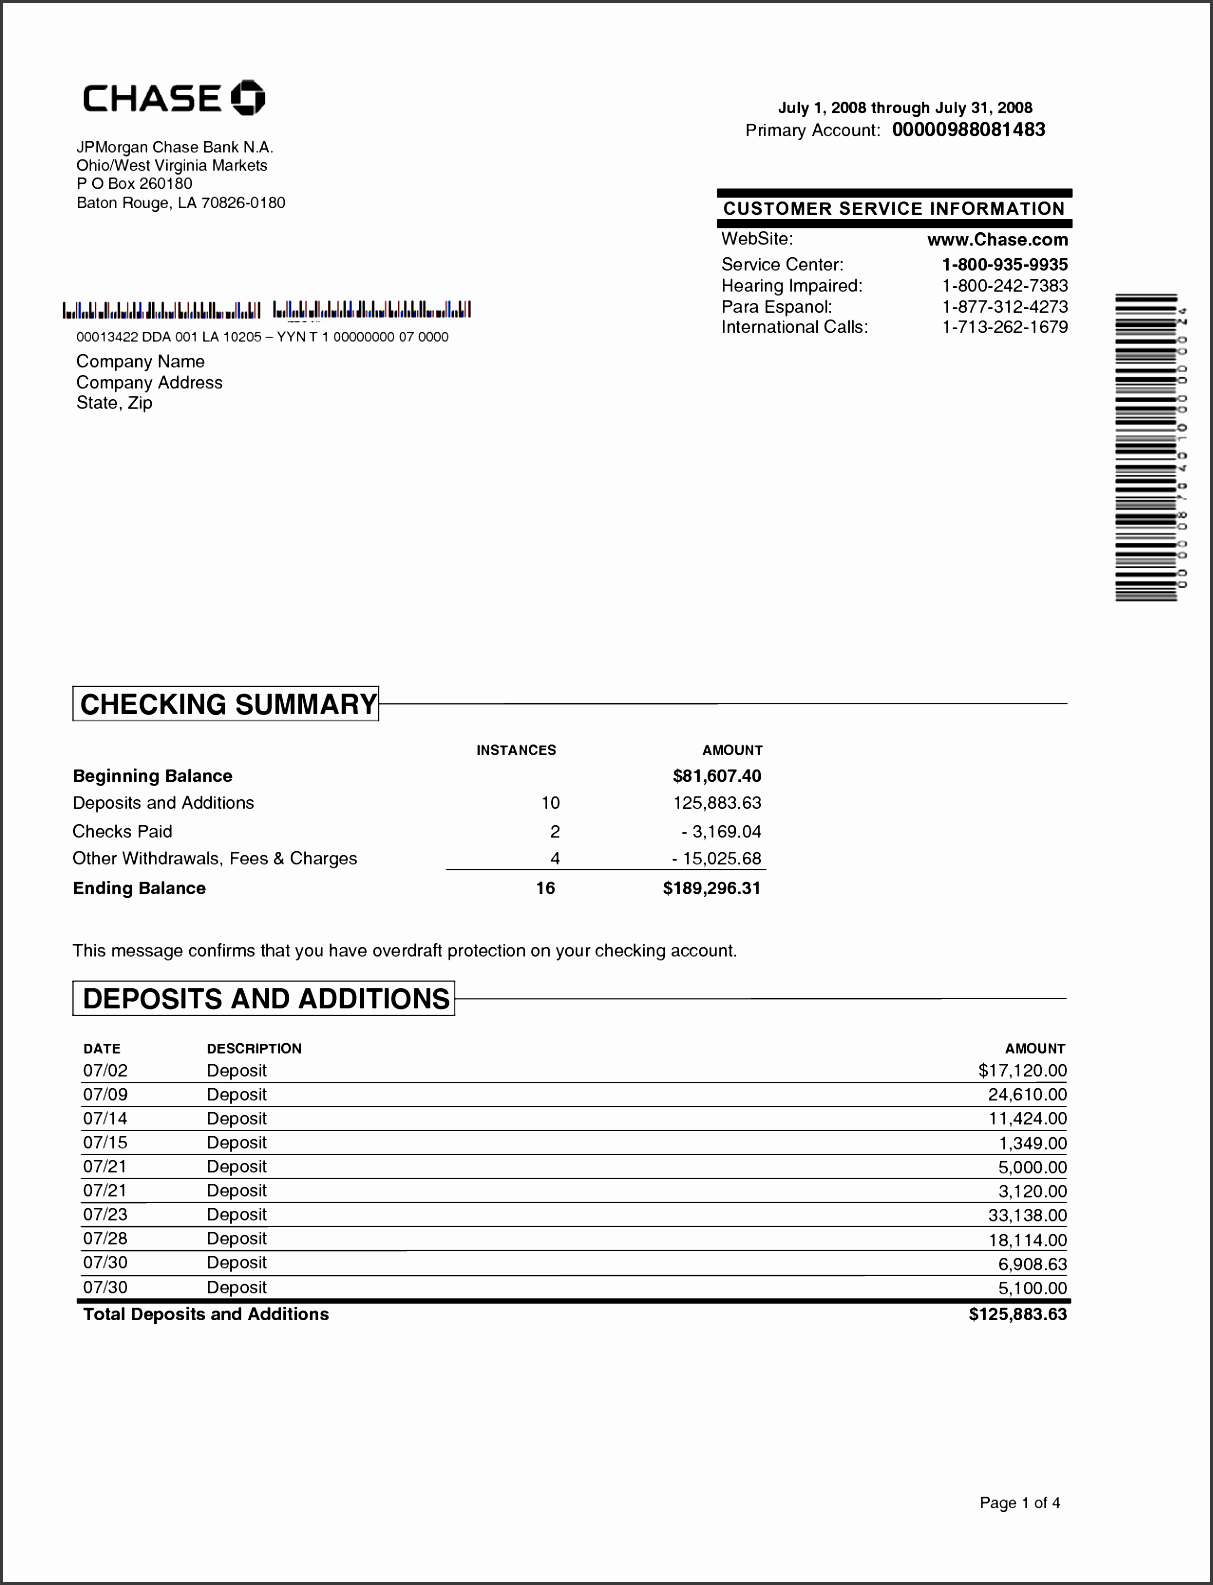 CHASE
July 1, 2008 through July 31, 2008
Primary Account: 00000988081483
JPMorgan Chase Bank N.A.
Ohio/West Virginia Markets
P O Box 260180
Baton Rouge, LA 70826-0180
CUSTOMER SERVICE INFORMATION
WebSite: www.Chase.com
Service Center: 1-800-935-9935
Hearing Impaired: 1-800-242-7383
Para Espanol: 1-877-312-4273
International Calls: 1-713-262-1679
00013422 DDA 001 LA 10205 – YYN T 1 00000000 07 0000
Company Name
Company Address
State, Zip
CHECKING SUMMARY
INSTANCES AMOUNT
Beginning Balance $81,607.40
Deposits and Additions 10 125,883.63
Checks Paid 2 - 3,169.04
Other Withdrawals, Fees & Charges 4 - 15,025.68
Ending Balance 16 $189,296.31
This message confirms that you have overdraft protection on your checking account.
DEPOSITS AND ADDITIONS
DATE DESCRIPTION AMOUNT
07/02 Deposit $17,120.00
07/09 Deposit 24,610.00
07/14 Deposit 11,424.00
07/15 Deposit 1,349.00
07/21 Deposit 5,000.00
07/21 Deposit 3,120.00
07/23 Deposit 33,138.00
07/28 Deposit 18,114.00
07/30 Deposit 6,908.63
07/30 Deposit 5,100.00
Total Deposits and Additions $125,883.63
Page 1 of 4